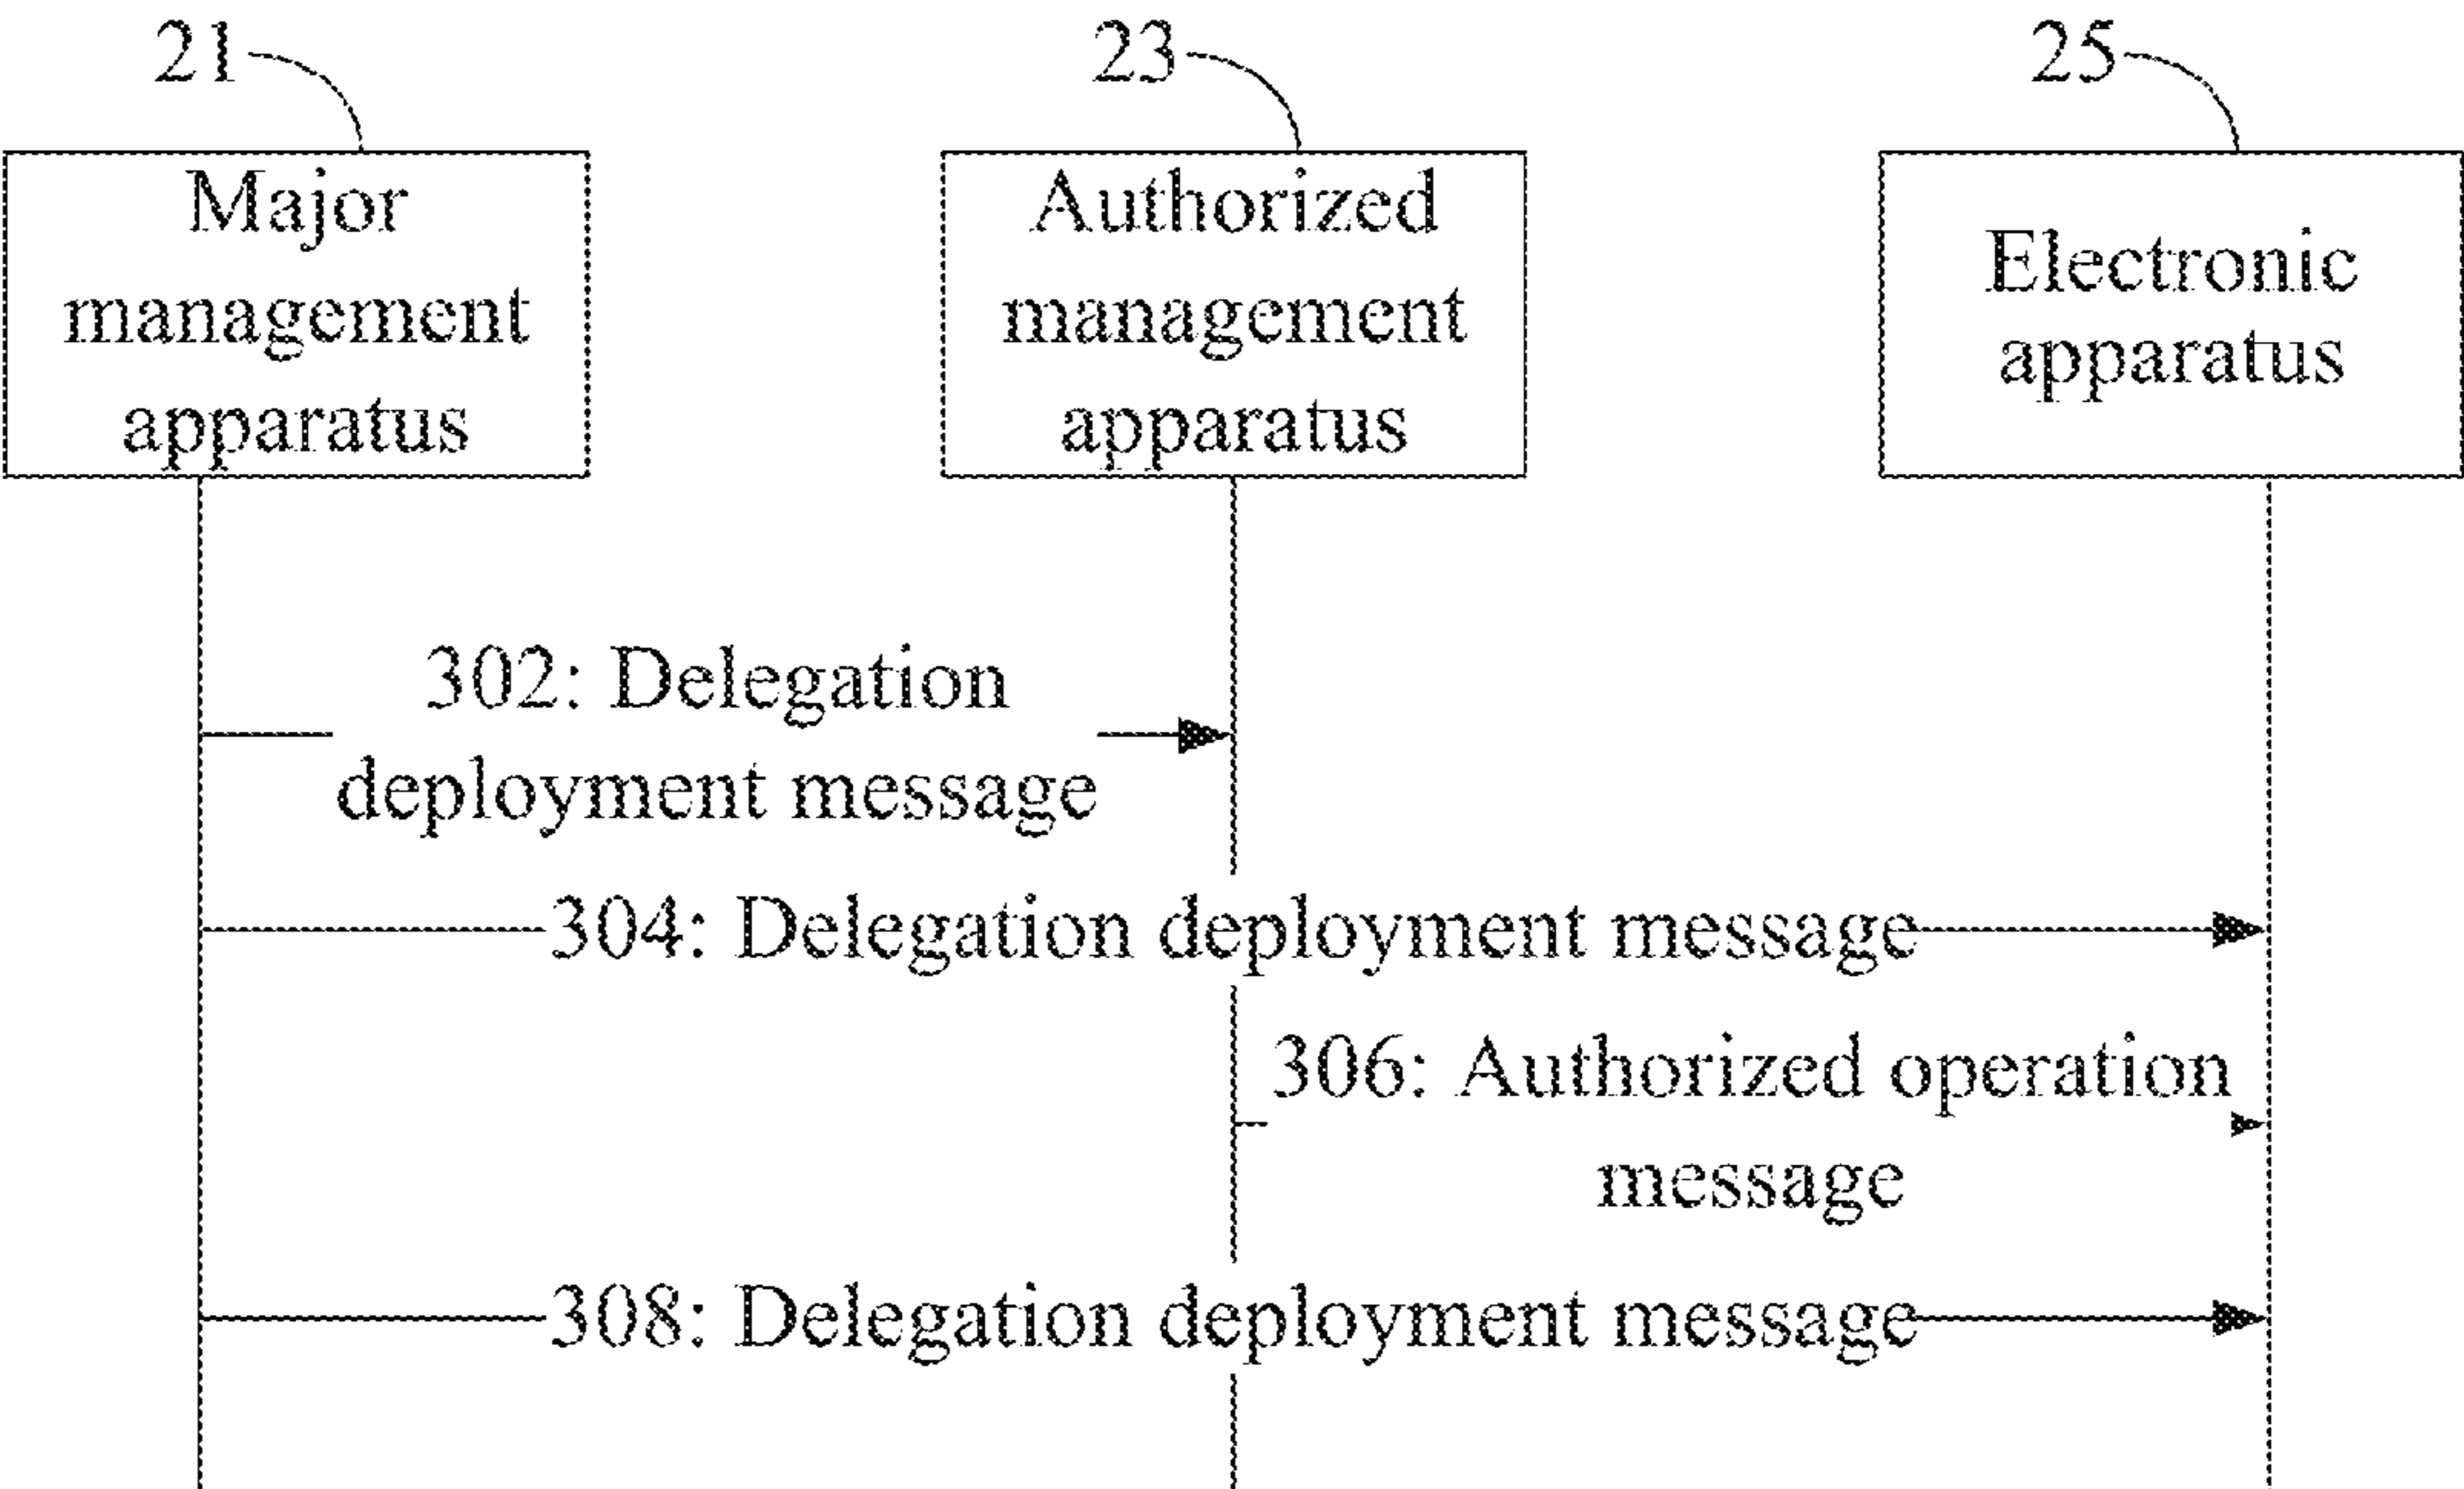 21
23
25
Major
management
apparatus
Authorized
management
apparatus
Electronic
apparatus
302: Delegation
deployment message
304: Delegation deployment message
306: Authorized operation
message
308: Delegation deployment message